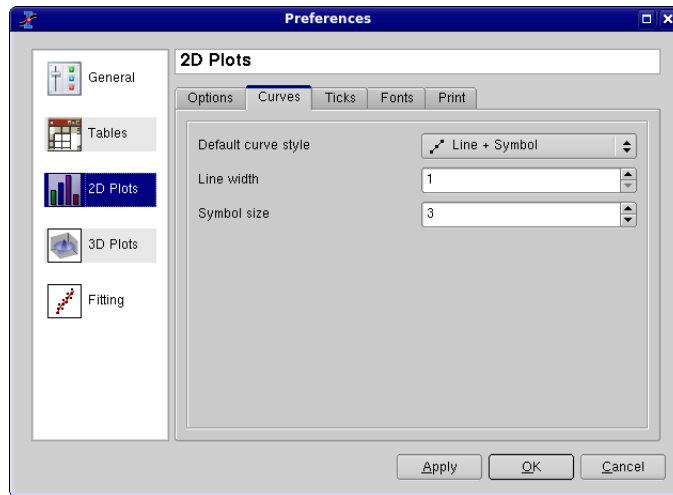 Preferences
General
Tables
2D Plots
3D Plots
Fitting
2D Plots
Options Curves Ticks Fonts Print
Default curve style Line + Symbol
Line width 1
Symbol size 3
Apply OK Cancel